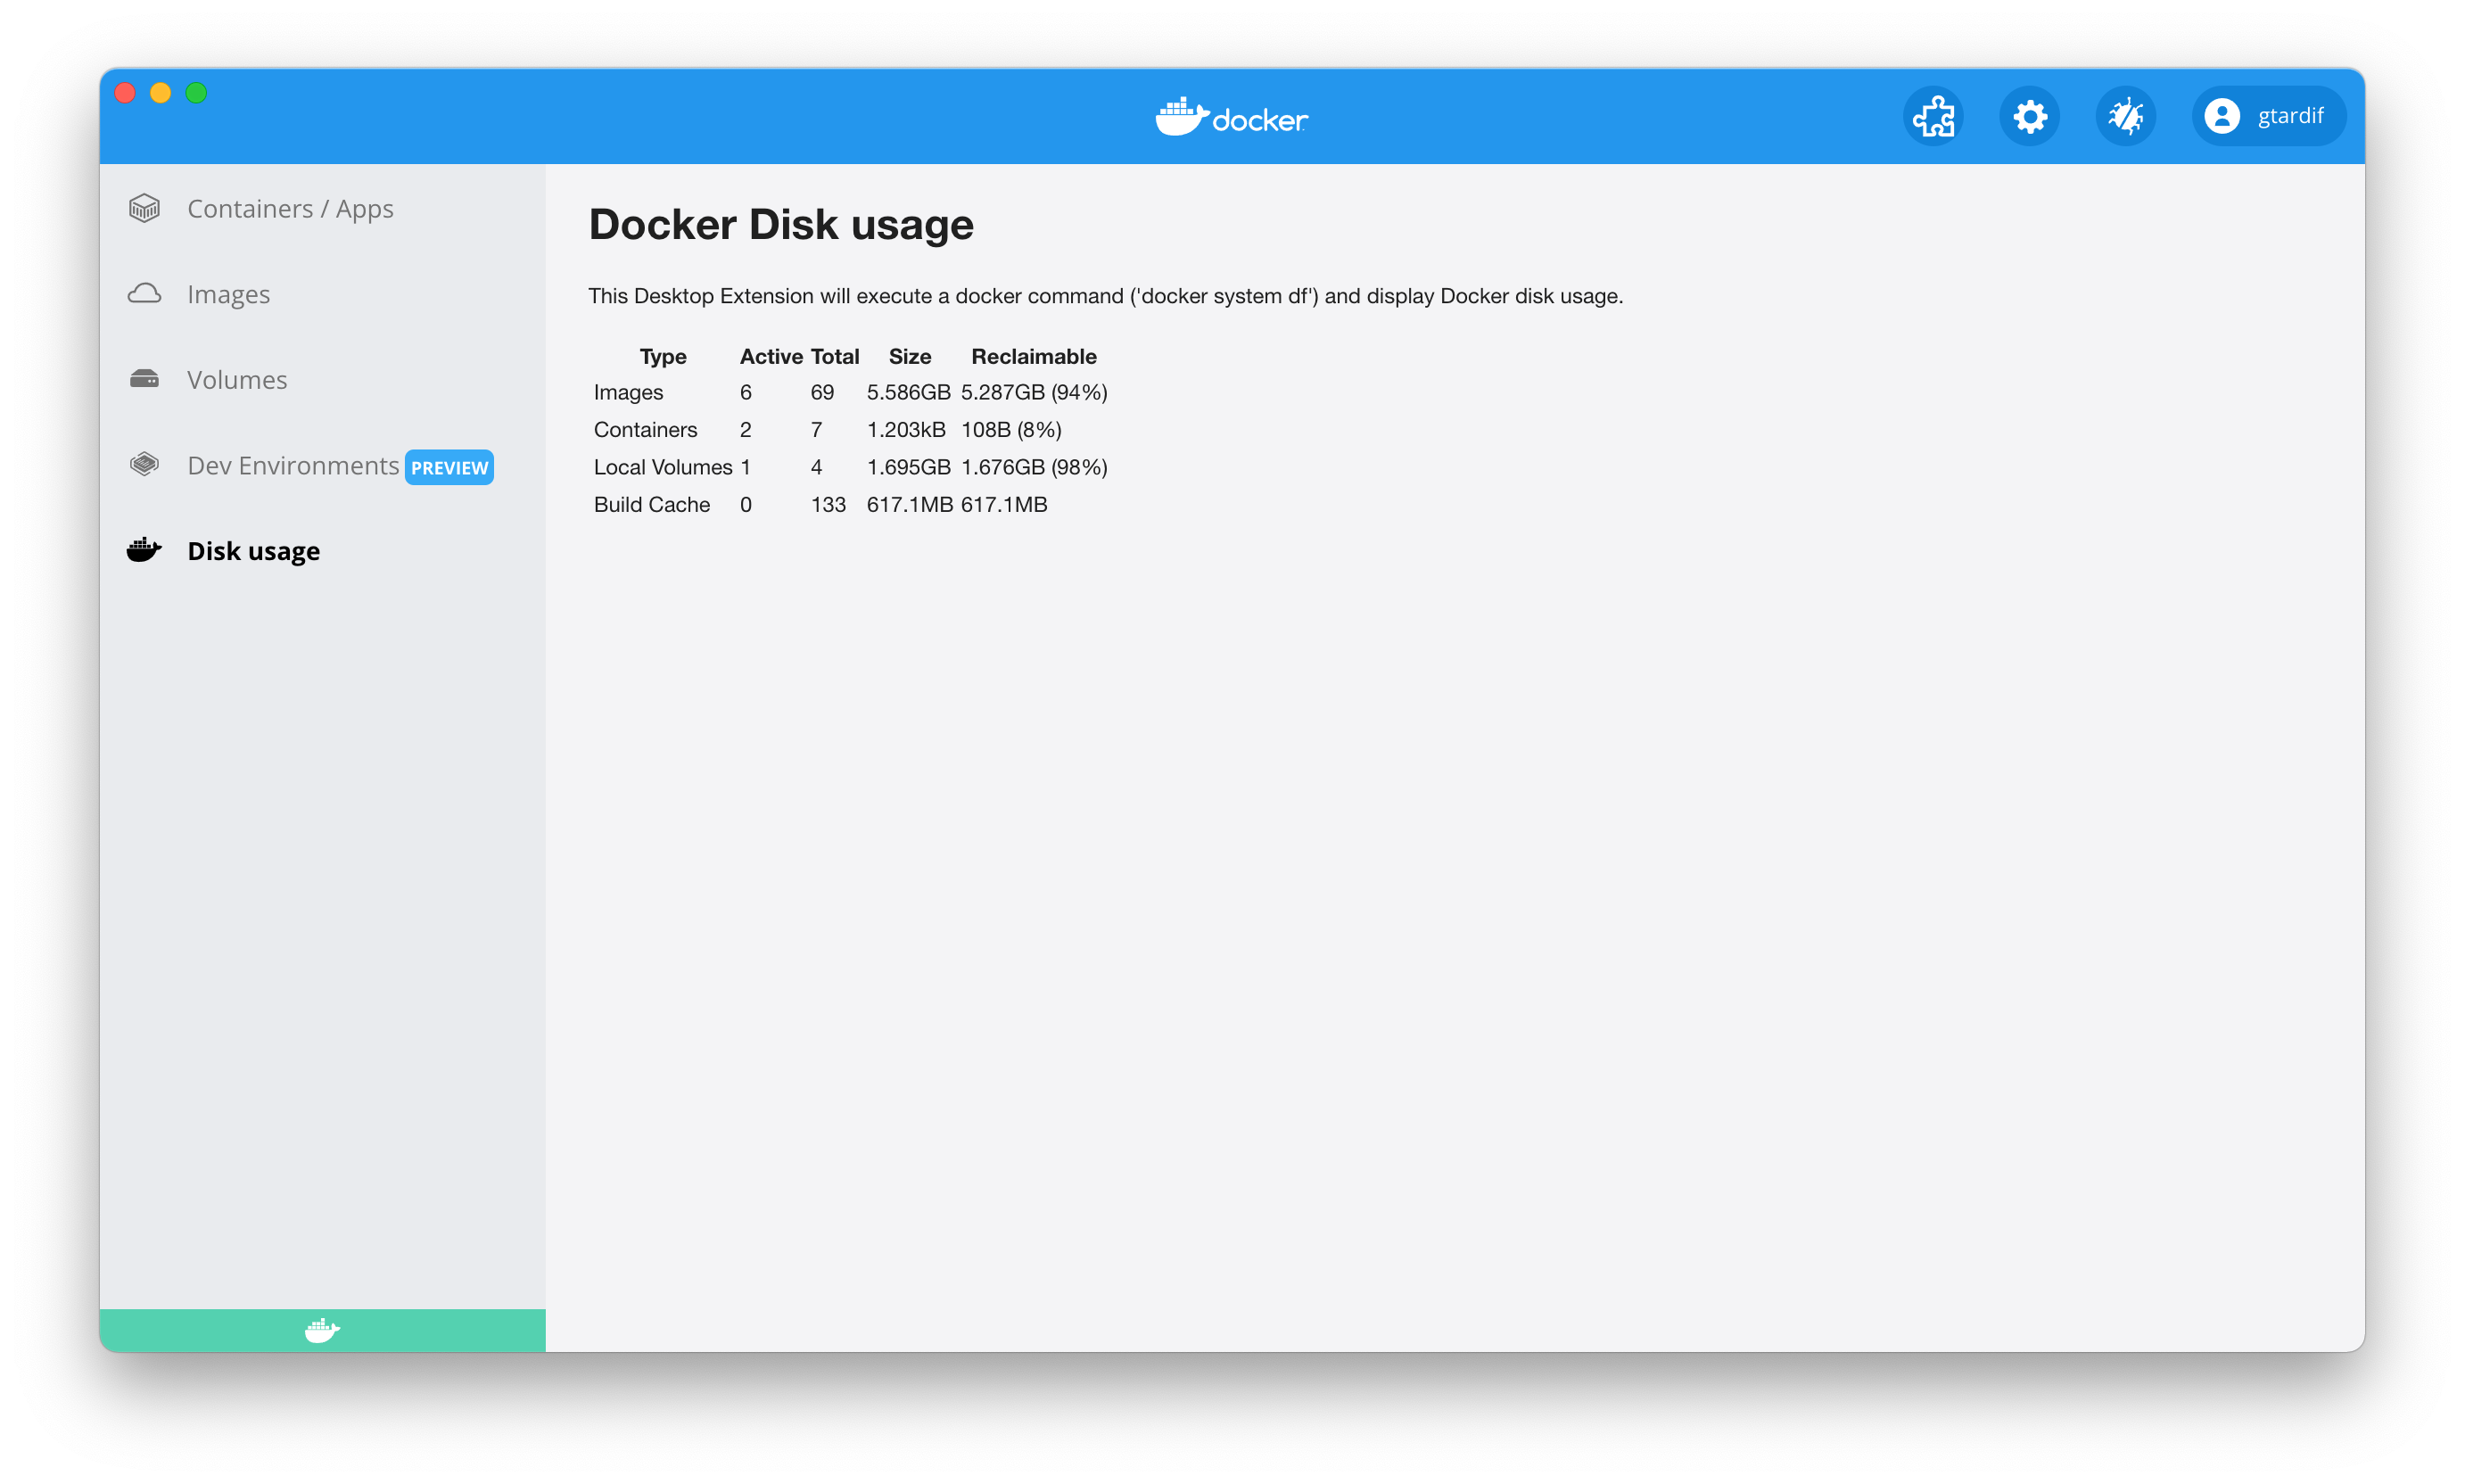 docker
gtardif
Containers / Apps
Images
Volumes
Dev Environments PREVIEW
Disk usage
Docker Disk usage
This Desktop Extension will execute a docker command ('docker system df') and display Docker disk usage.
Type Active Total Size Reclaimable
Images 6 69 5.586GB 5.287GB (94%)
Containers 2 7 1.203kB 108B (8%)
Local Volumes 1 4 1.695GB 1.676GB (98%)
Build Cache 0 133 617.1MB 617.1MB